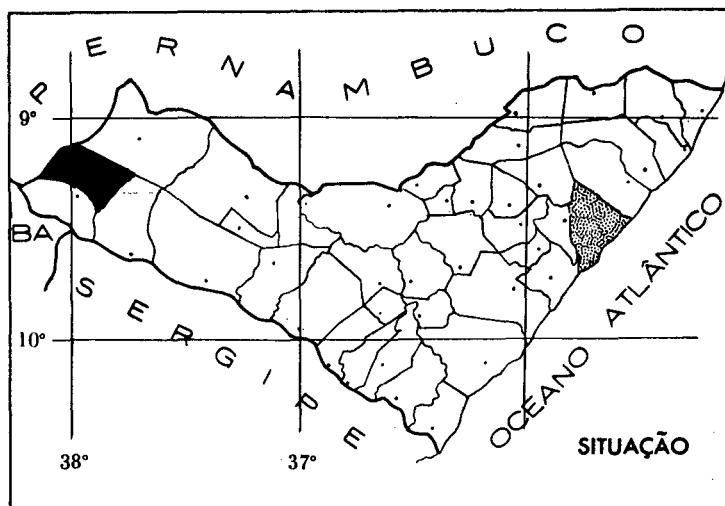 PERNAMBUCO
9°
BA
SERGIPE
10°
OCEANO ATLÂNTICO
SITUAÇÃO
38°
37°